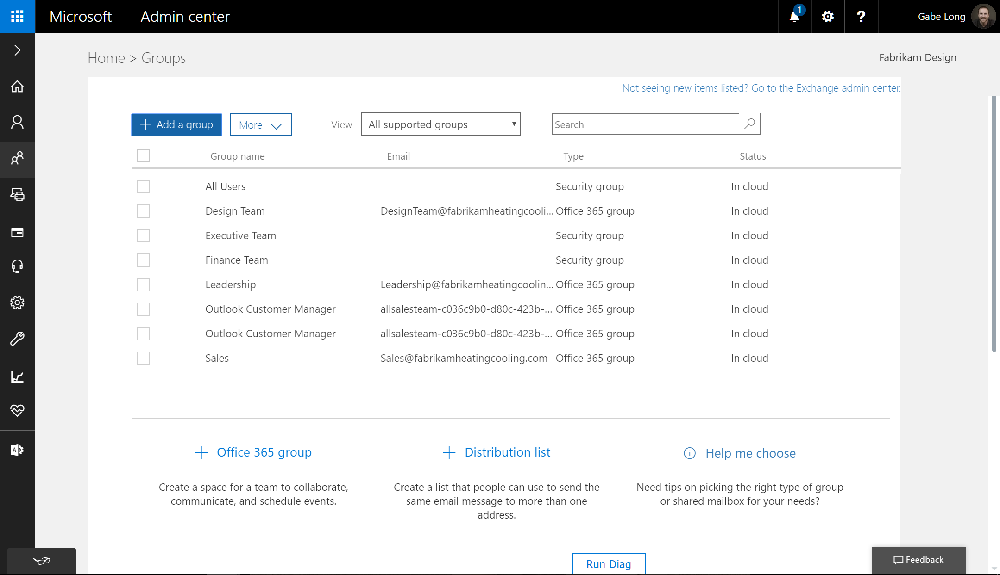 Microsoft Admin center 1 Gabe Long
Home > Groups Fabrikam Design
Not seeing new items listed? Go to the Exchange admin center.
Add a group More View All supported groups Search
Group name Email Type Status
All Users Security group In cloud
Design Team DesignTeam@fabrikamheatingcooli... Office 365 group In cloud
Executive Team Security group In cloud
Finance Team Security group In cloud
Leadership Leadership@fabrikamheatingcoolin... Office 365 group In cloud
Outlook Customer Manager allsalesteam-c036c9b0-d80c-423b-... Office 365 group In cloud
Outlook Customer Manager allsalesteam-c036c9b0-d80c-423b-... Office 365 group In cloud
Sales Sales@fabrikamheatingcooling.com Office 365 group In cloud
Office 365 group
Create a space for a team to collaborate,
communicate, and schedule events.
Distribution list
Create a list that people can use to send the
same email message to more than one
address.
Help me choose
Need tips on picking the right type of group
or shared mailbox for your needs?
Run Diag
Feedback